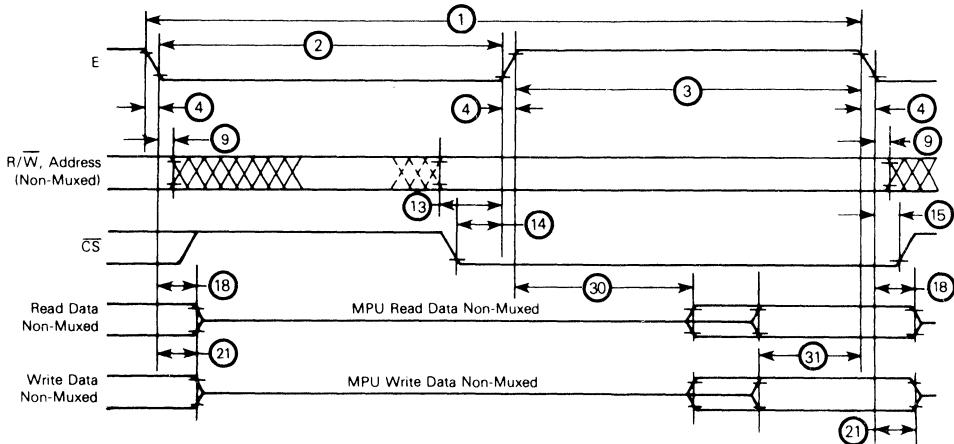 1
2
E
3
4
4
4
9
9
R/W̅, Address
(Non-Muxed)
13
14
15
C̅S̅
18
30
18
Read Data
Non-Muxed
MPU Read Data Non-Muxed
21
31
Write Data
Non-Muxed
MPU Write Data Non-Muxed
21